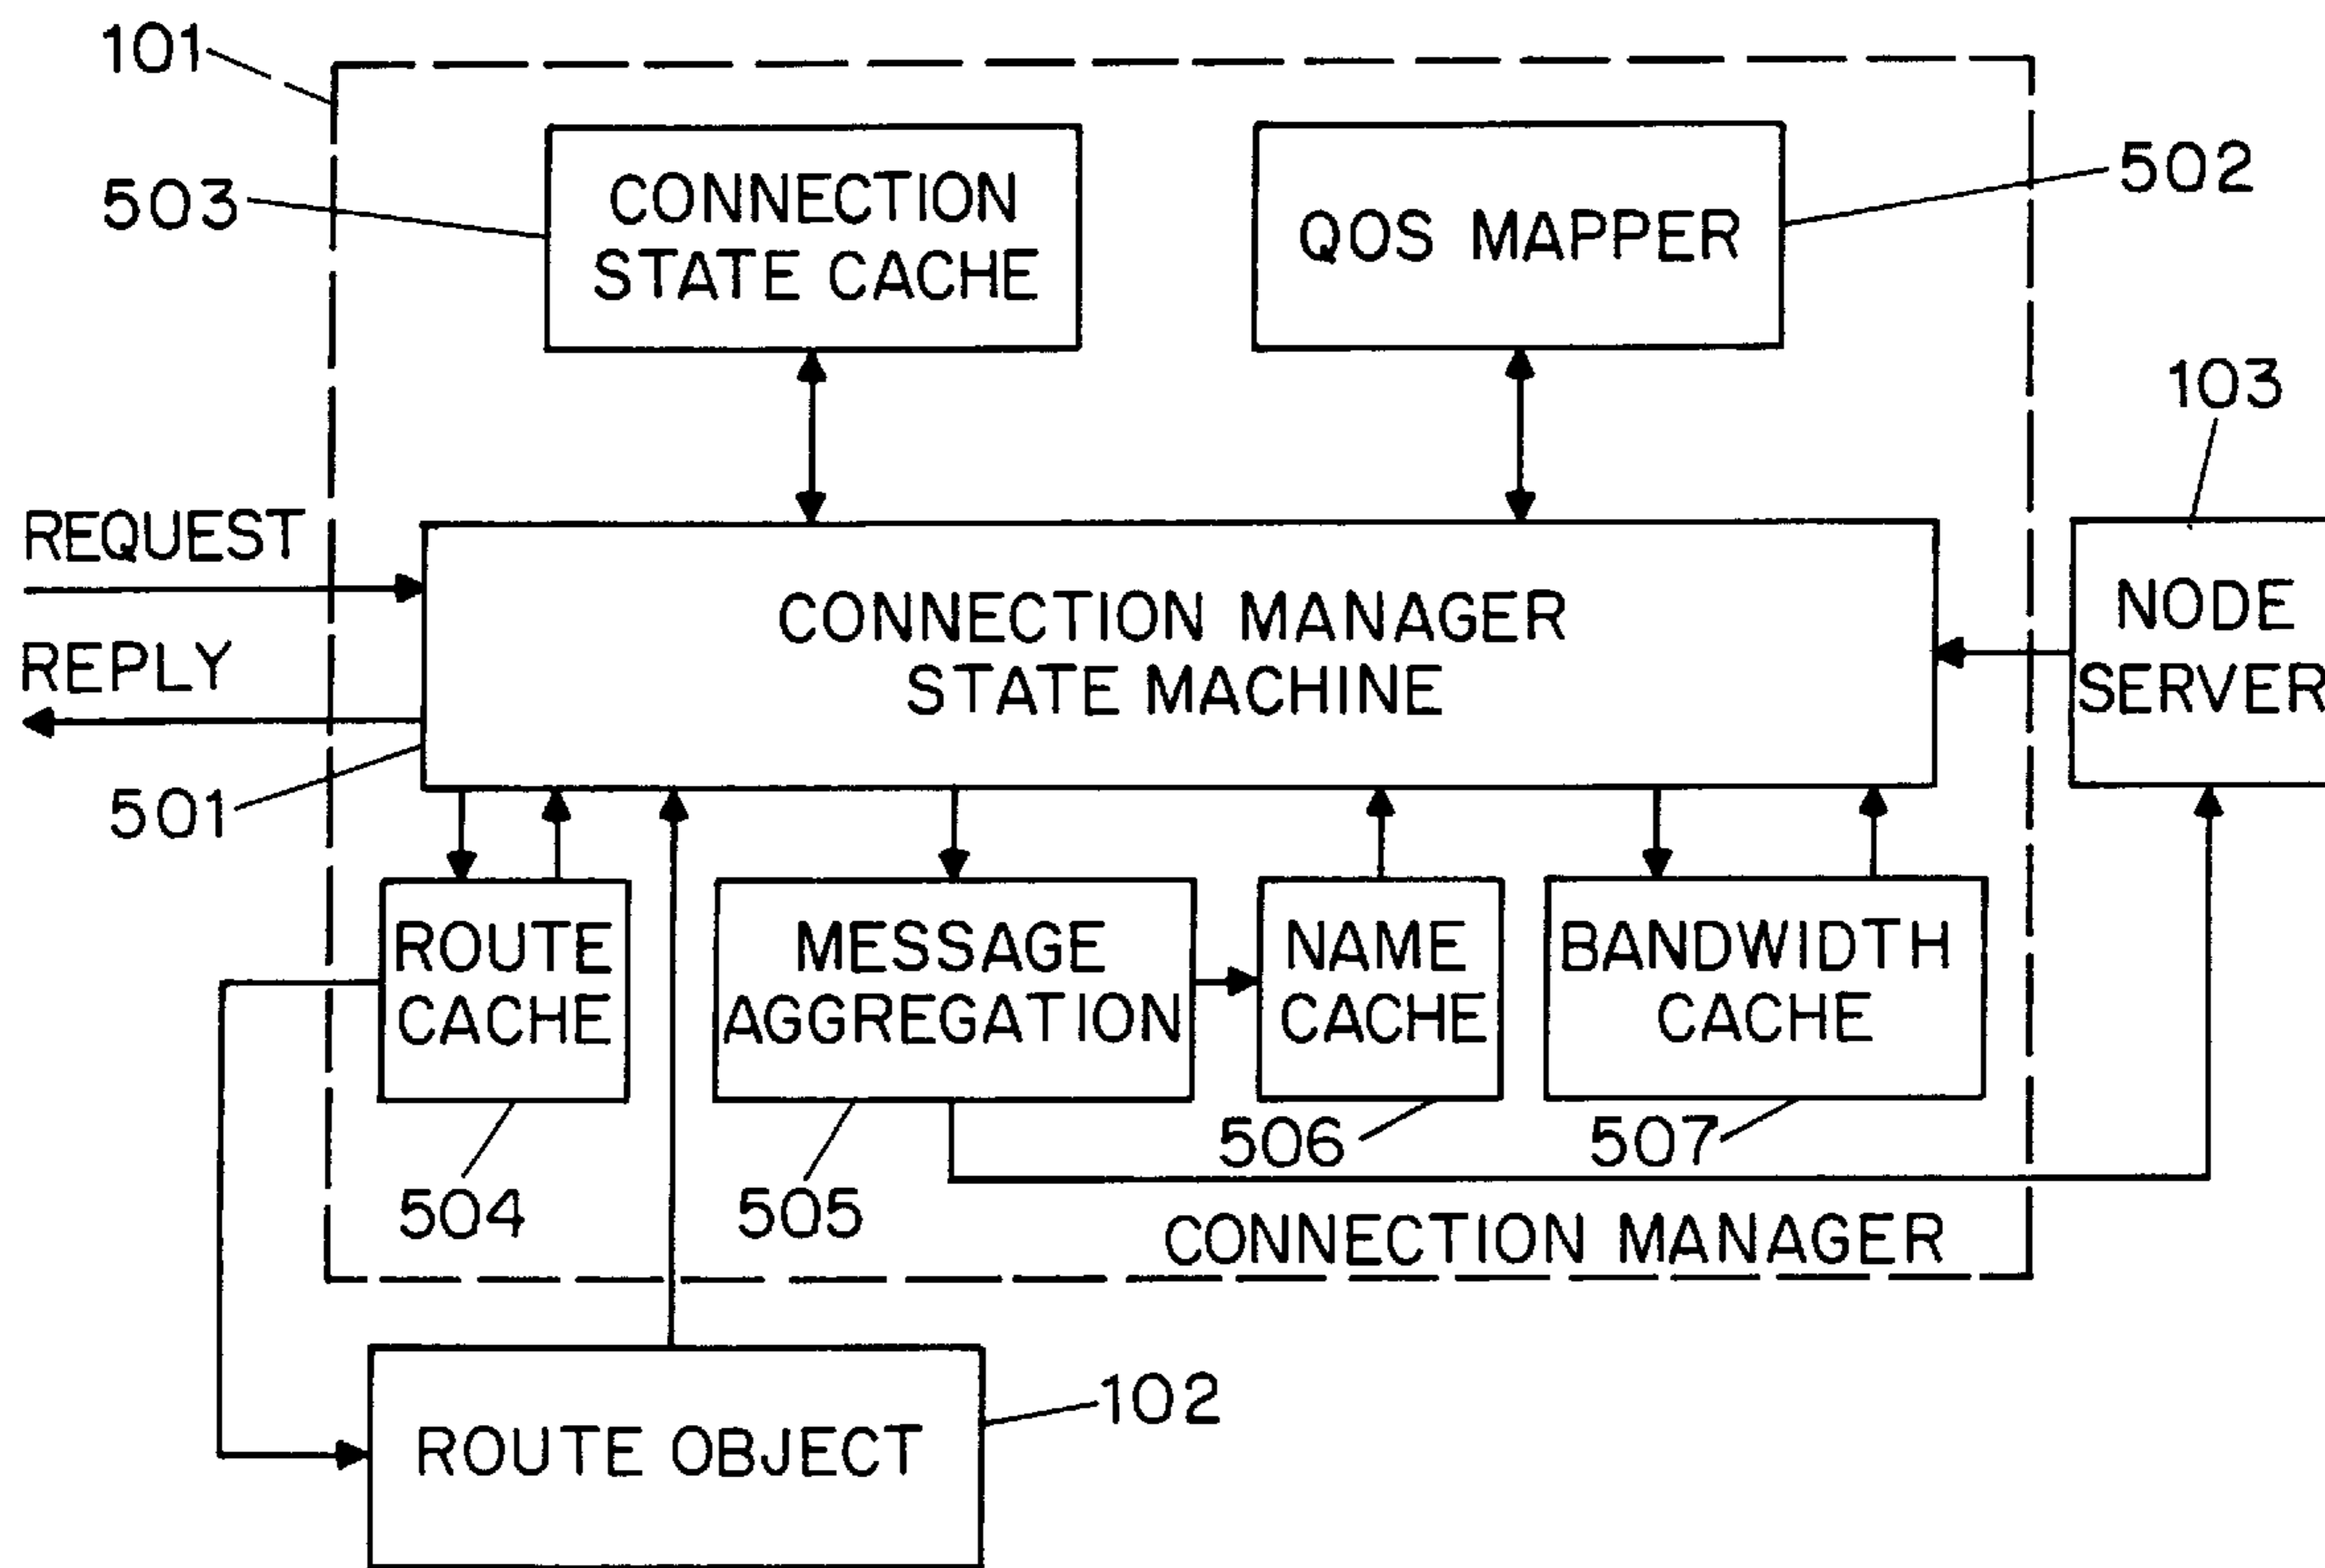 101
CONNECTION
STATE CACHE
503
QOS MAPPER
502
103
REQUEST
REPLY
CONNECTION MANAGER
STATE MACHINE
NODE
SERVER
501
ROUTE
CACHE
MESSAGE
AGGREGATION
NAME
CACHE
BANDWIDTH
CACHE
504
505
506
507
CONNECTION MANAGER
ROUTE OBJECT
102